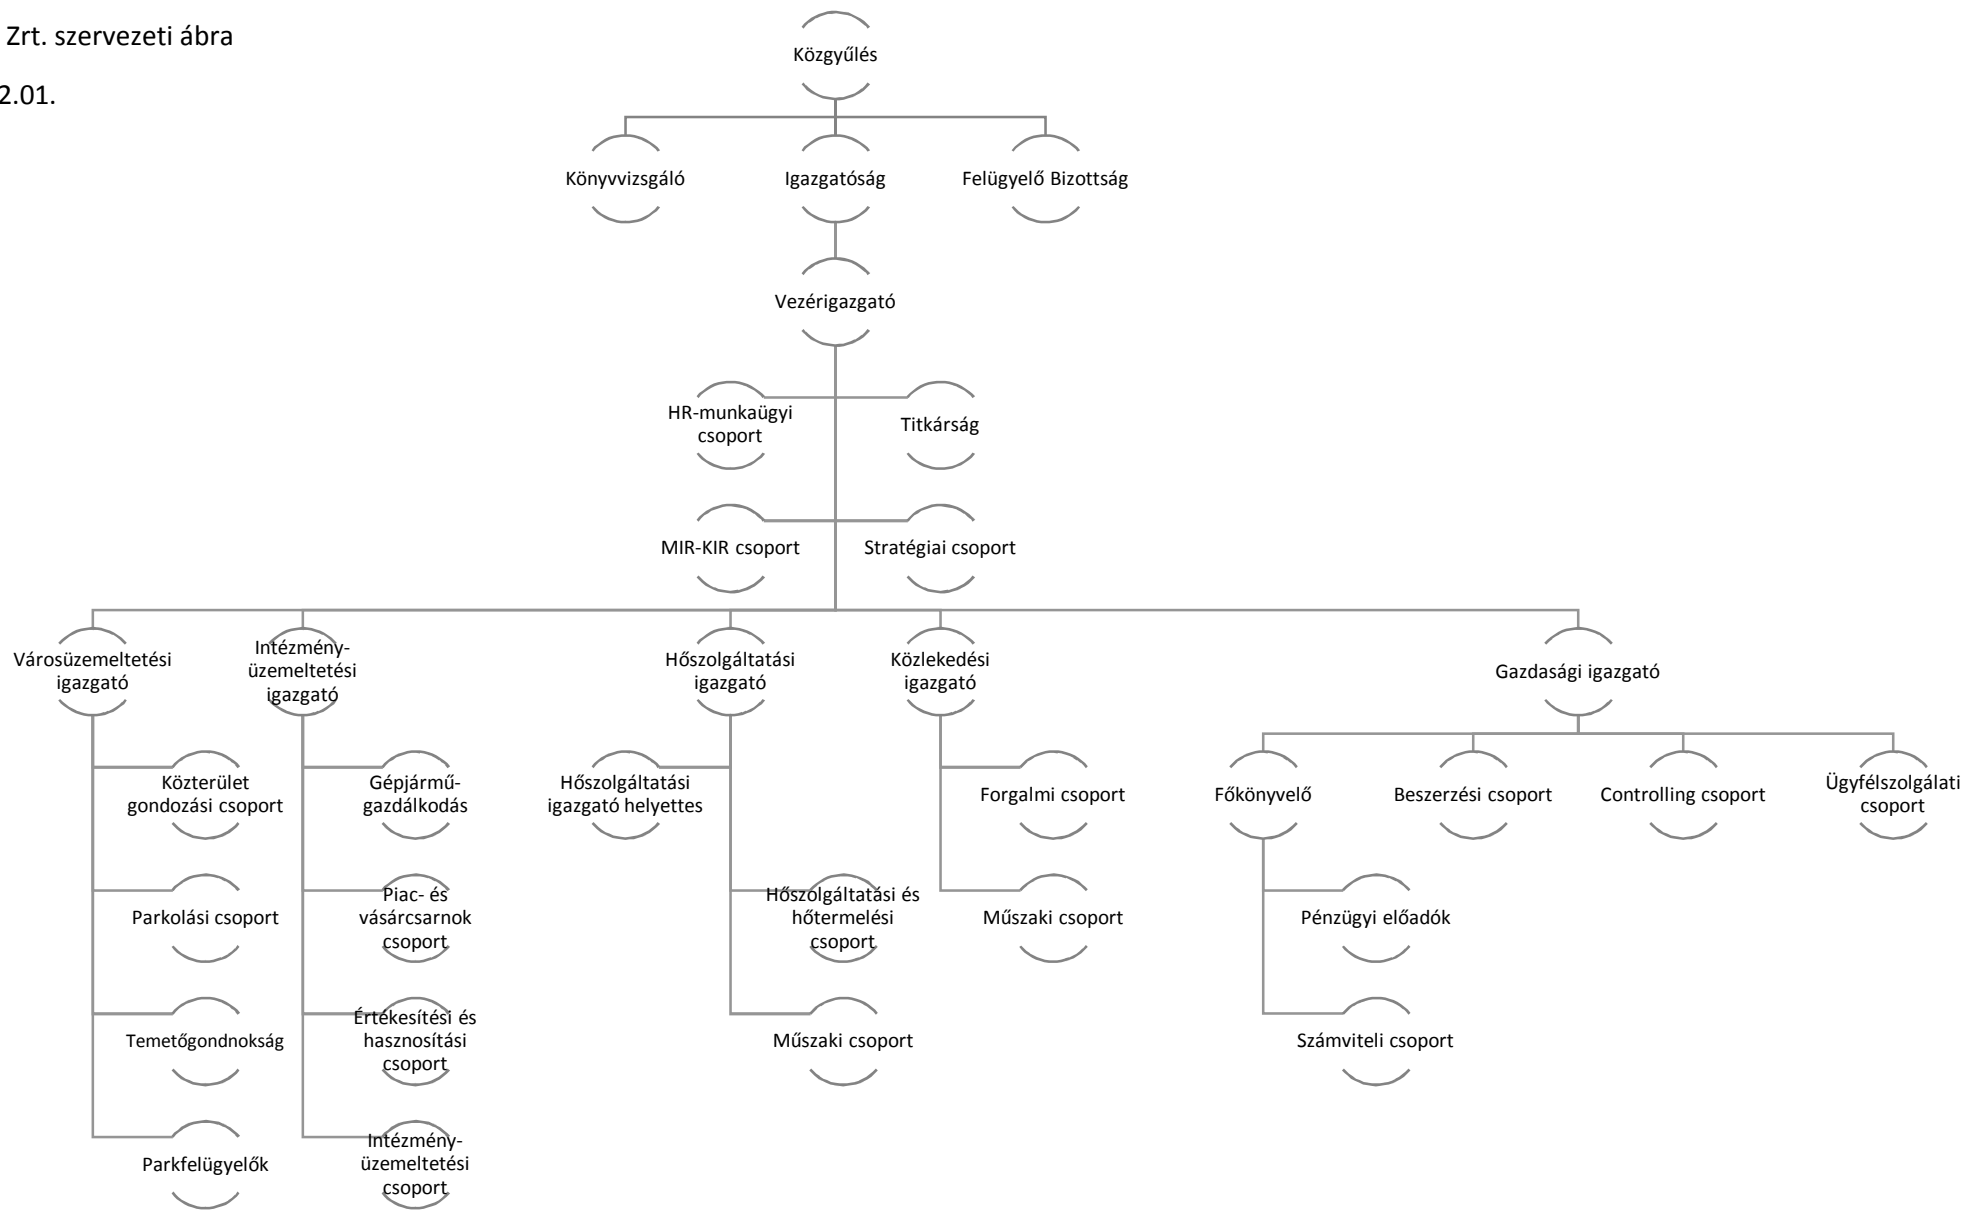 Zrt. szervezeti ábra
2.01.
Közgyűlés
Könyvvizsgáló
Igazgatóság
Felügyelő Bizottság
Vezérigazgató
HR-munkaügyi
csoport
Titkárság
MIR-KIR csoport
Stratégiai csoport
Városüzemeltetési
igazgató
Intézmény-
üzemeltetési
igazgató
Hőszolgáltatási
igazgató
Közlekedési
igazgató
Gazdasági igazgató
Közterület
gondozási csoport
Gépjármű-
gazdálkodás
Hőszolgáltatási
igazgató helyettes
Forgalmi csoport
Főkönyvelő
Beszerzési csoport
Controlling csoport
Ügyfélszolgálati
csoport
Parkolási csoport
Piac- és
vásárcsarnok
csoport
Hőszolgáltatási és
hőtermelési
csoport
Műszaki csoport
Pénzügyi előadók
Temetőgondnokság
Értékesítési és
hasznosítási
csoport
Műszaki csoport
Számviteli csoport
Parkfelügyelők
Intézmény-
üzemeltetési
csoport